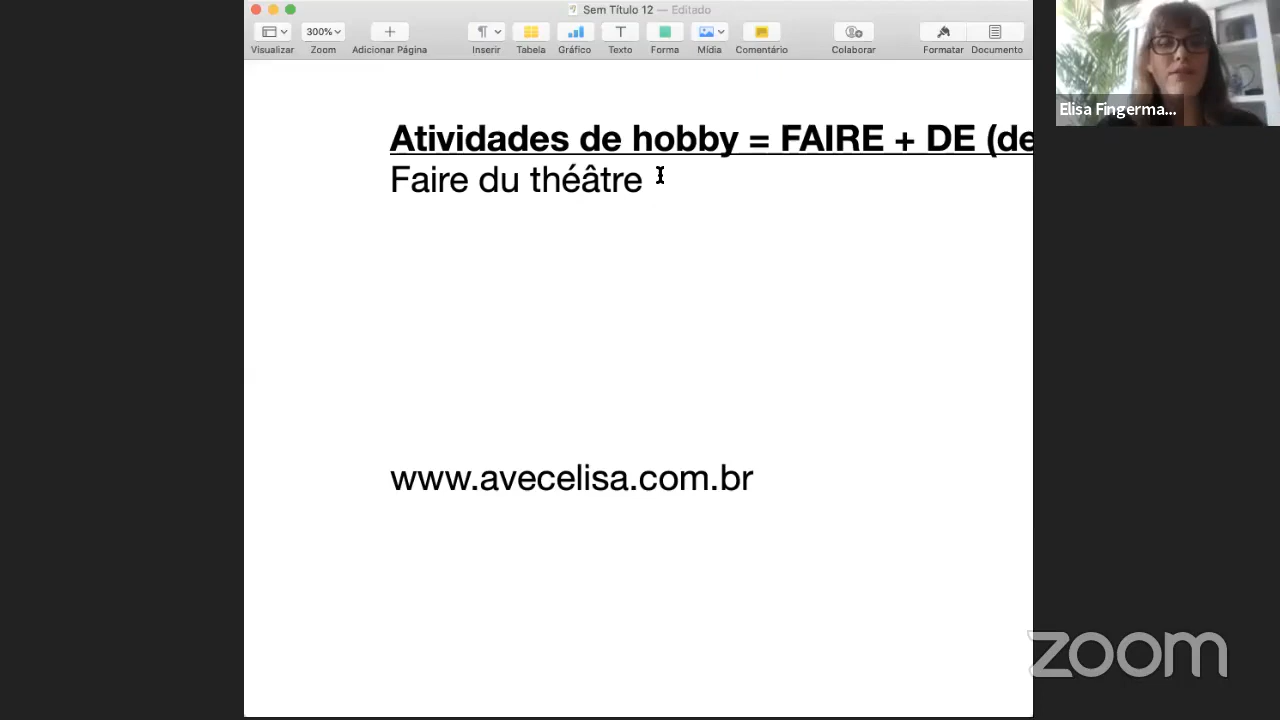 Sem Título 12 — Editado
300%
Visualizar Zoom Adicionar Página Inserir Tabela Gráfico Texto Forma Mídia Comentário Colaborar Formatar Documento
Elisa Fingerma...
Atividades de hobby = FAIRE + DE (de
Faire du théâtre
www.avecelisa.com.br
zoom